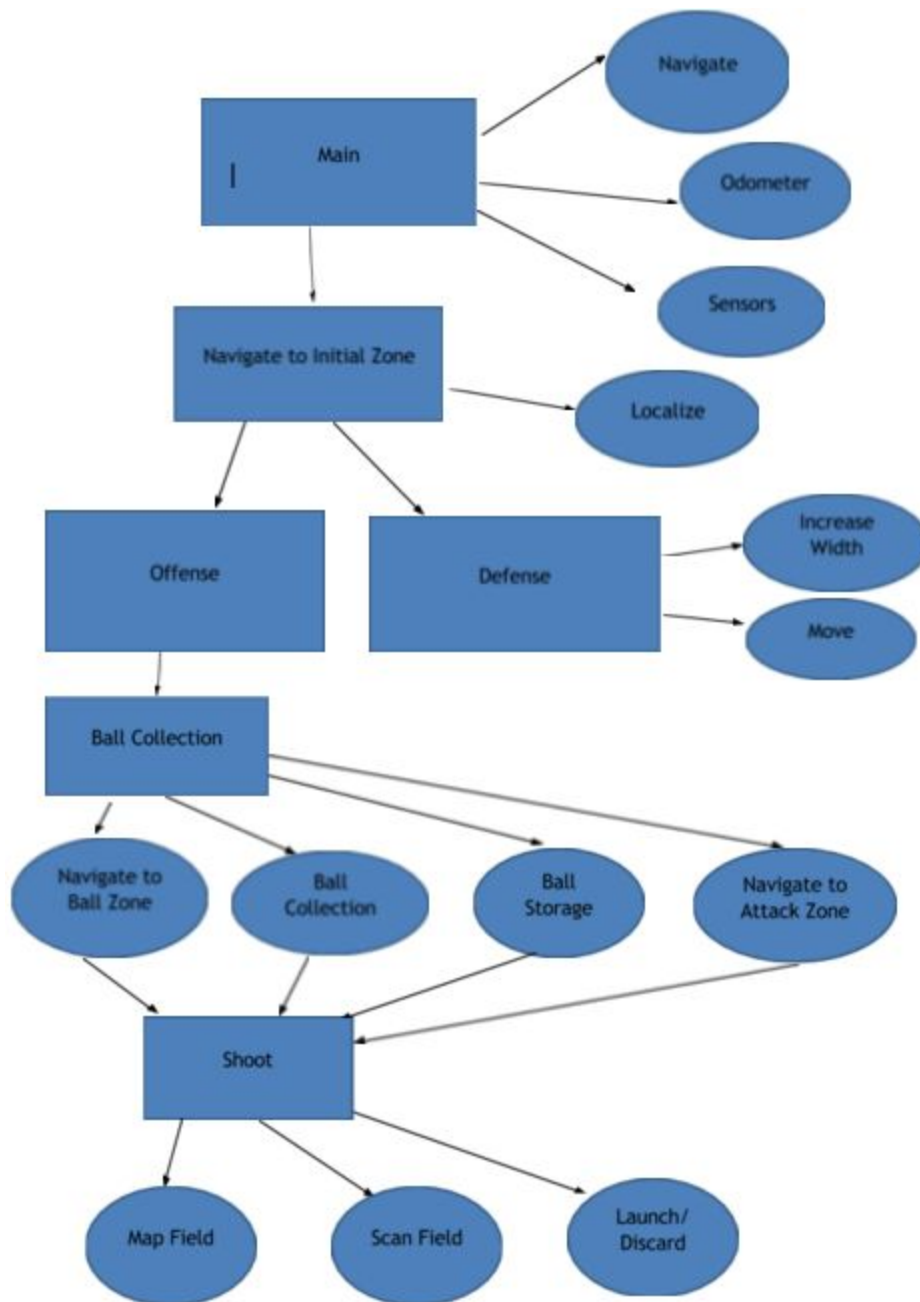 Navigate
Main
Odometer
Sensors
Navigate to Initial Zone
Localize
Increase
Width
Offense
Defense
Move
Ball Collection
Navigate to
Ball Zone
Ball
Collection
Ball
Storage
Navigate to
Attack Zone
Shoot
Map Field
Scan Field
Launch/
Discard